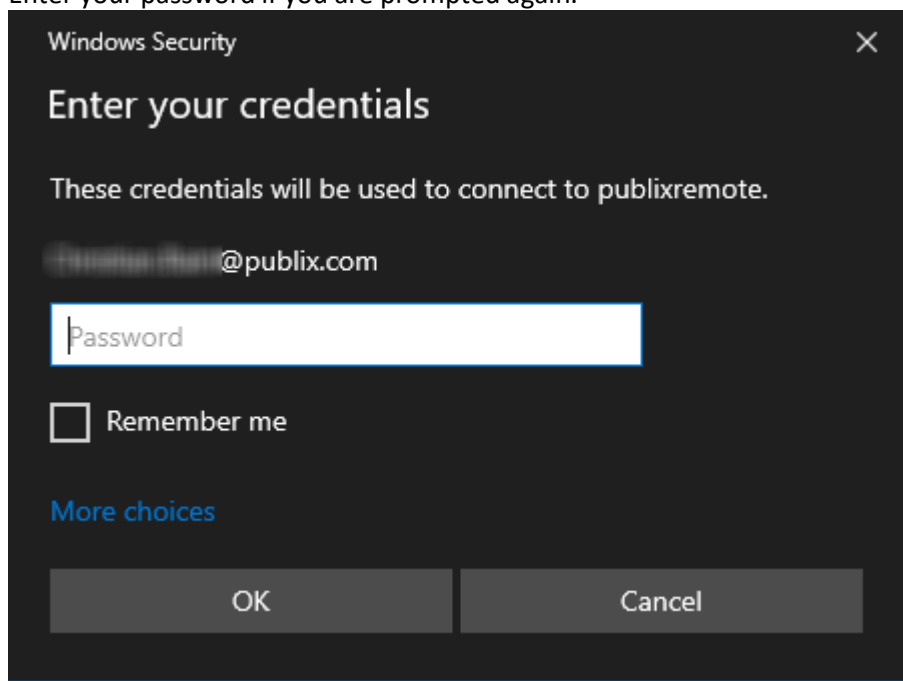 Enter your password if you are prompted again.
Windows Security
Enter your credentials
These credentials will be used to connect to publixremote.
@publix.com
Password
Remember me
More choices
OK Cancel